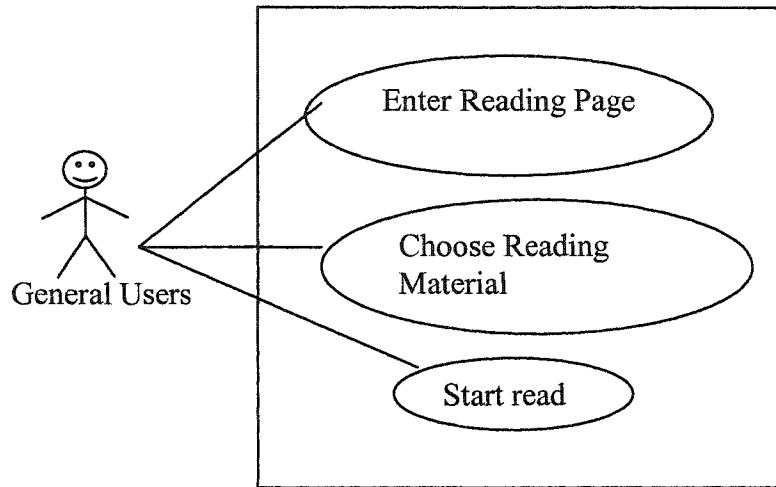 Enter Reading Page
Choose Reading
Material
General Users
Start read